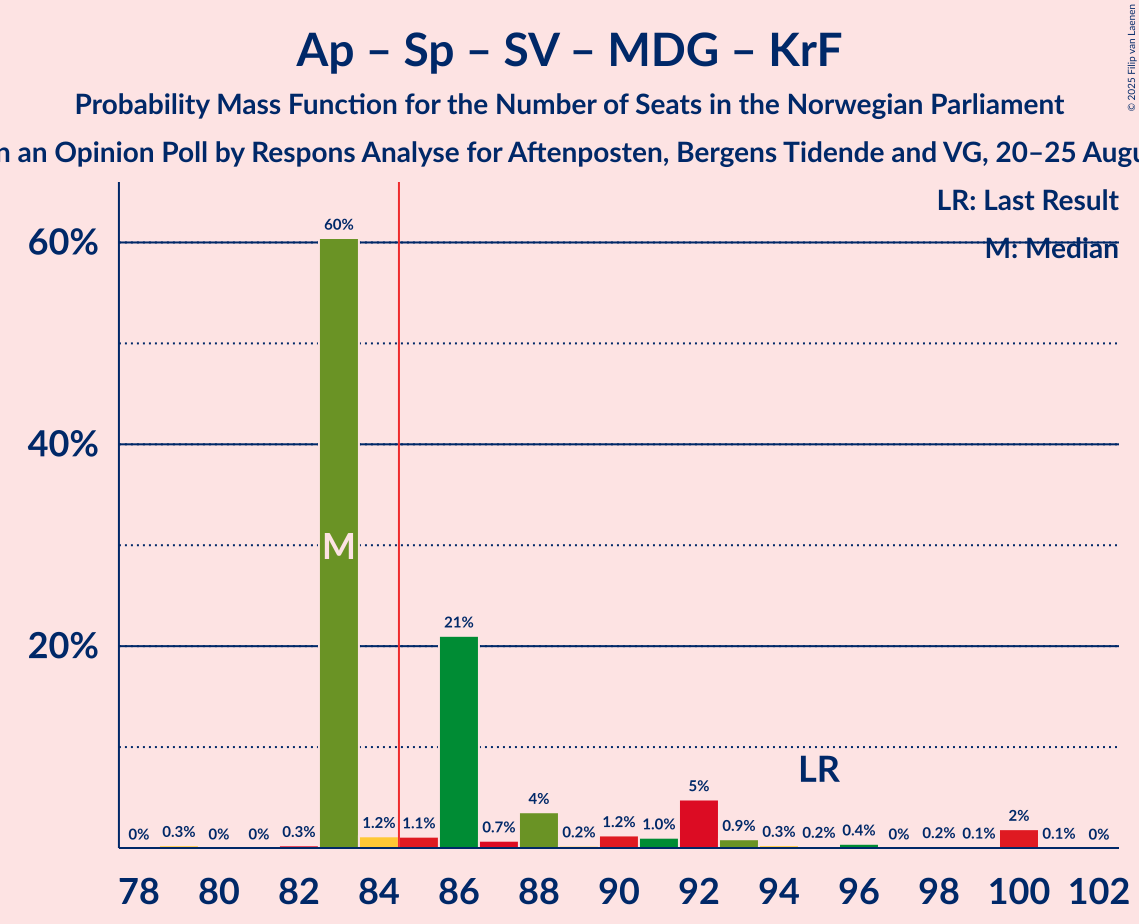 Ap – Sp – SV – MDG – KrF
Probability Mass Function for the Number of Seats in the Norwegian Parliament
an Opinion Poll by Respons Analyse for Aftenposten, Bergens Tidende and VG, 20–25
© 2025 Filip van Laenen
LR: Last Result
M: Median
60%
40%
20%
0% 0.3% 0% 0% 0.3% 60% 1.2% 1.1% 21% 0.7% 4% 0.2% 1.2% 1.0% 5% 0.9% 0.3% 0.2% 0.4% 0% 0.2% 0.1% 2% 0.1% 0%
M
LR
78 80 82 84 86 88 90 92 94 96 98 100 102